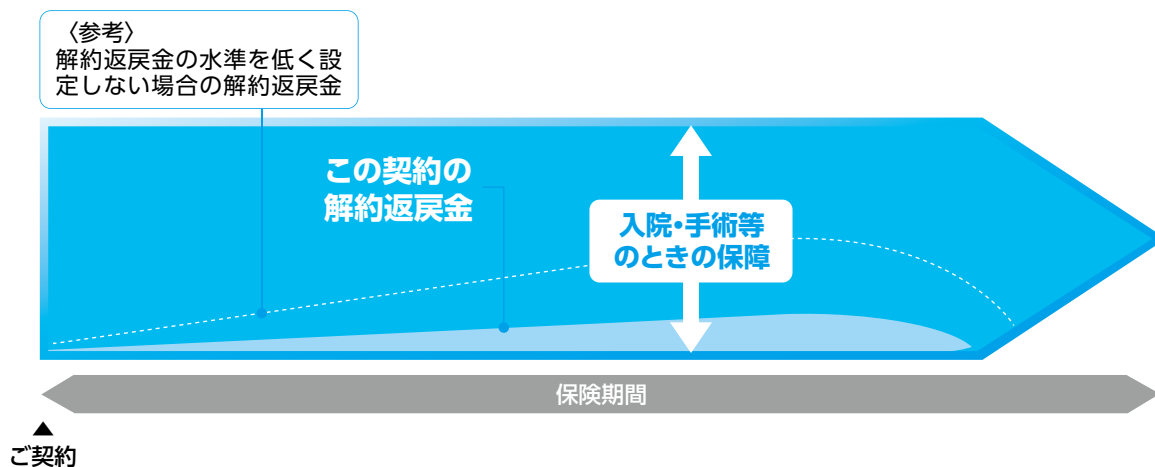 〈参考〉
解約返戻金の水準を低く設
定しない場合の解約返戻金
この契約の
解約返戻金
入院・手術等
のときの保障
保険期間
▲
ご契約